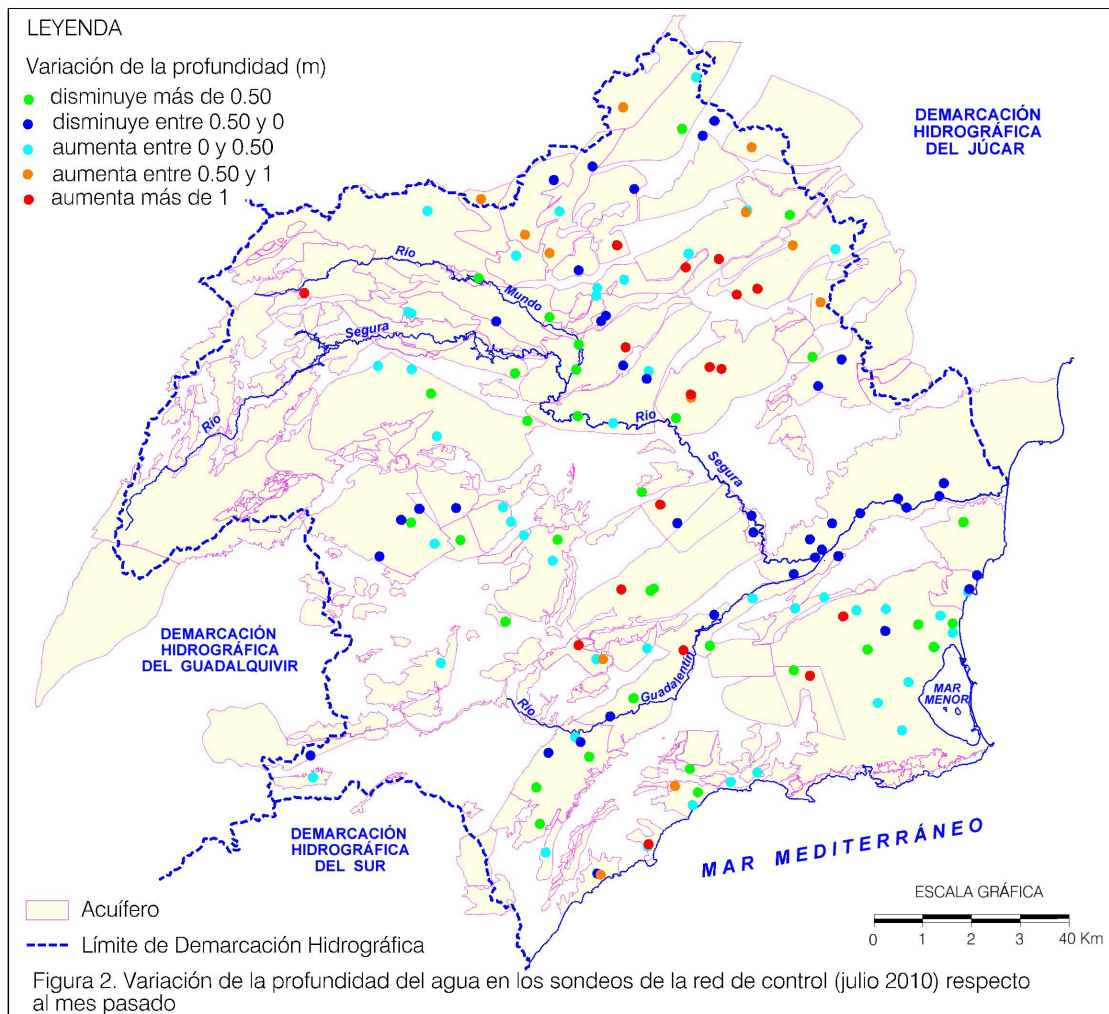 LEYENDA
Variación de la profundidad (m)
disminuye más de 0.50
disminuye entre 0.50 y 0
aumenta entre 0 y 0.50
aumenta entre 0.50 y 1
aumenta más de 1
DEMARCACIÓN
HIDROGRÁFICA
DEL JÚCAR
Río
Mundo
Segura
Río
Río
Segura
DEMARCACIÓN
HIDROGRÁFICA
DEL GUADALQUIVIR
Guadalentín
Río
MAR
MENOR
DEMARCACIÓN
HIDROGRÁFICA
DEL SUR
MAR MEDITERRÁNEO
ESCALA GRÁFICA
0 1 2 3 40 Km
Acuífero
Límite de Demarcación Hidrográfica
Figura 2. Variación de la profundidad del agua en los sondeos de la red de control (julio 2010) respecto
al mes pasado